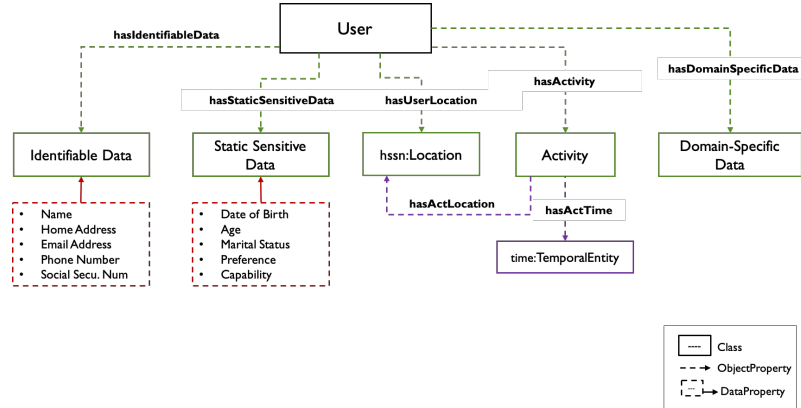 User
hasIdentifiableData
hasDomainSpecificData
hasActivity
hasStaticSensitiveData
hasUserLocation
Identifiable Data
Static Sensitive
Data
hssn:Location
Activity
Domain-Specific
Data
• Name
• Home Address
• Email Address
• Phone Number
• Social Secu. Num
• Date of Birth
• Age
• Marital Status
• Preference
• Capability
hasActLocation
hasActTime
time:TemporalEntity
---- Class
ObjectProperty
... DataProperty